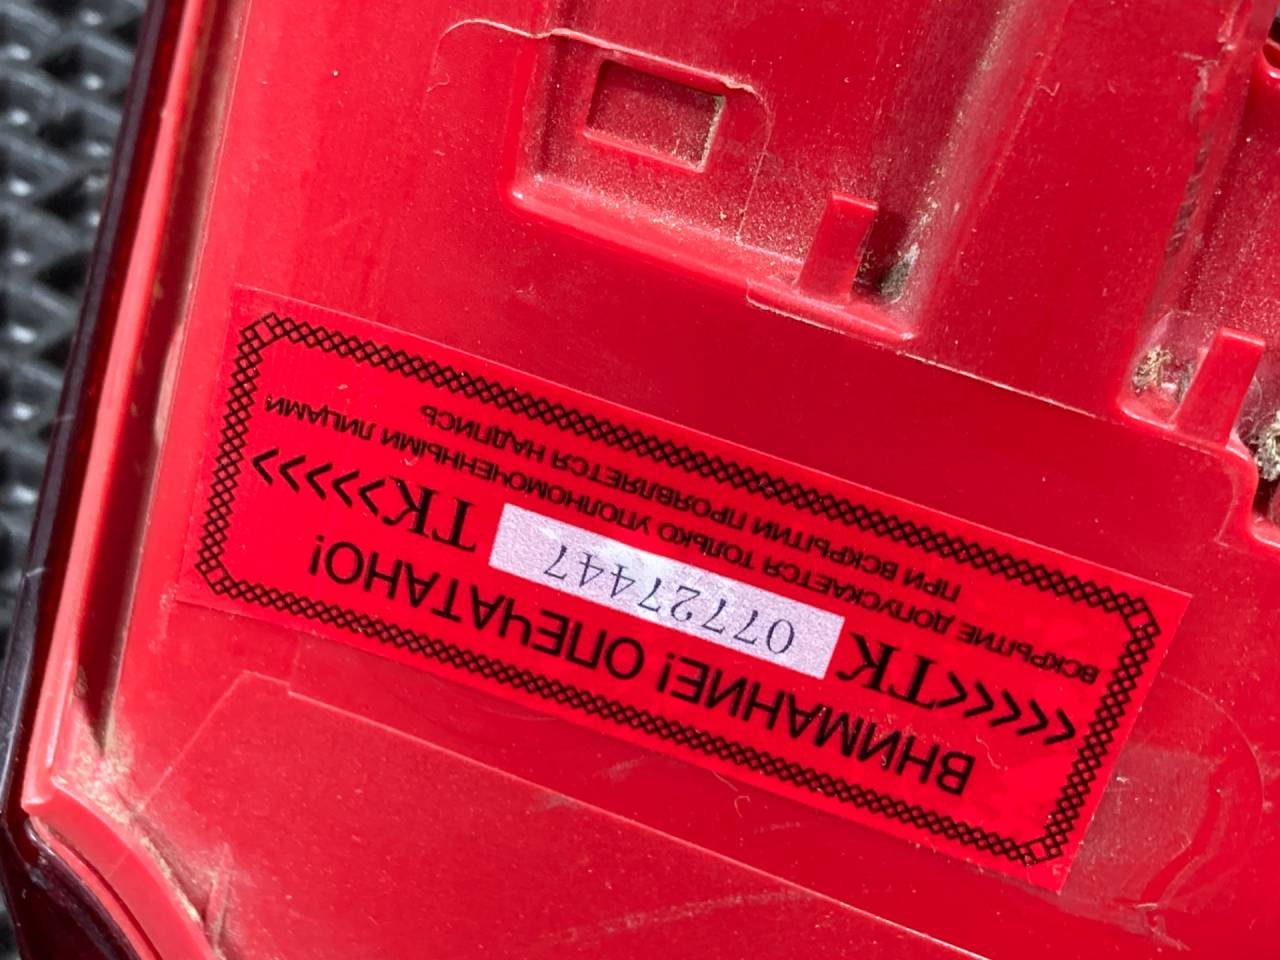 ВНИМАНИЕ! ОПЕЧАТАНО!
<<<<<ТК 07727447 ТК>>>>>
ВСКРЫТИЕ ДОПУСКАЕТСЯ ТОЛЬКО УПОЛНОМОЧЕННЫМИ ЛИЦАМИ
ПРИ ВСКРЫТИИ ПРОЯВЛЯЕТСЯ НАДПИСЬ